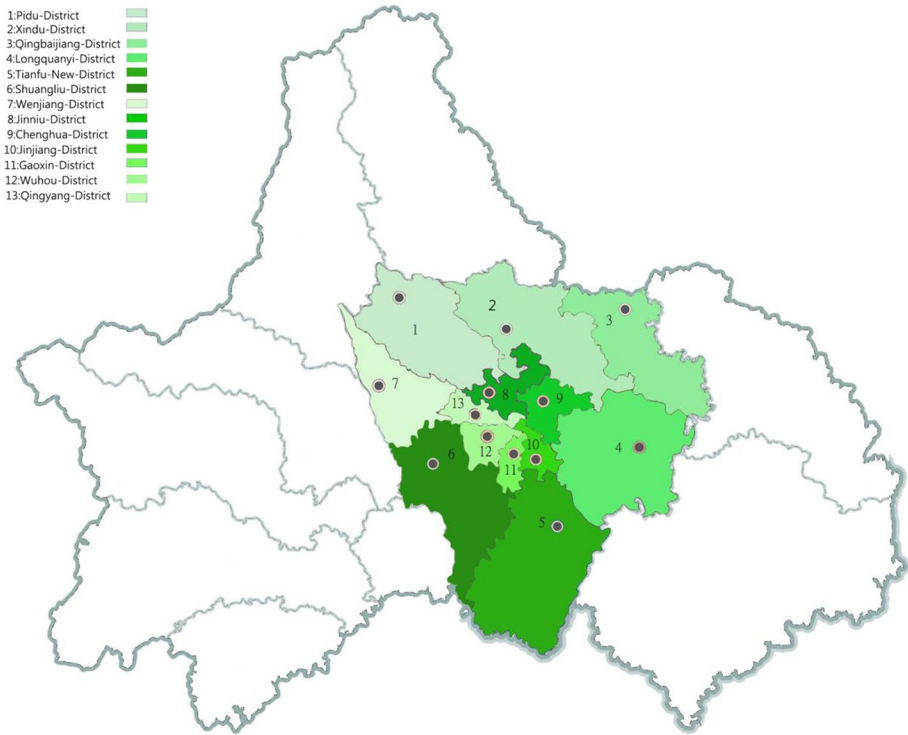 1:Pidu-District
2:Xindu-District
3:Qingbaijiang-District
4:Longquanyi-District
5:Tianfu-New-District
6:Shuangliu-District
7:Wenjiang-District
8:Jinniu-District
9:Chenghua-District
10:Jinjiang-District
11:Gaoxin-District
12:Wuhou-District
13:Qingyang-District
2
3
1
7
8
9
13
10
12
4
6
11
5